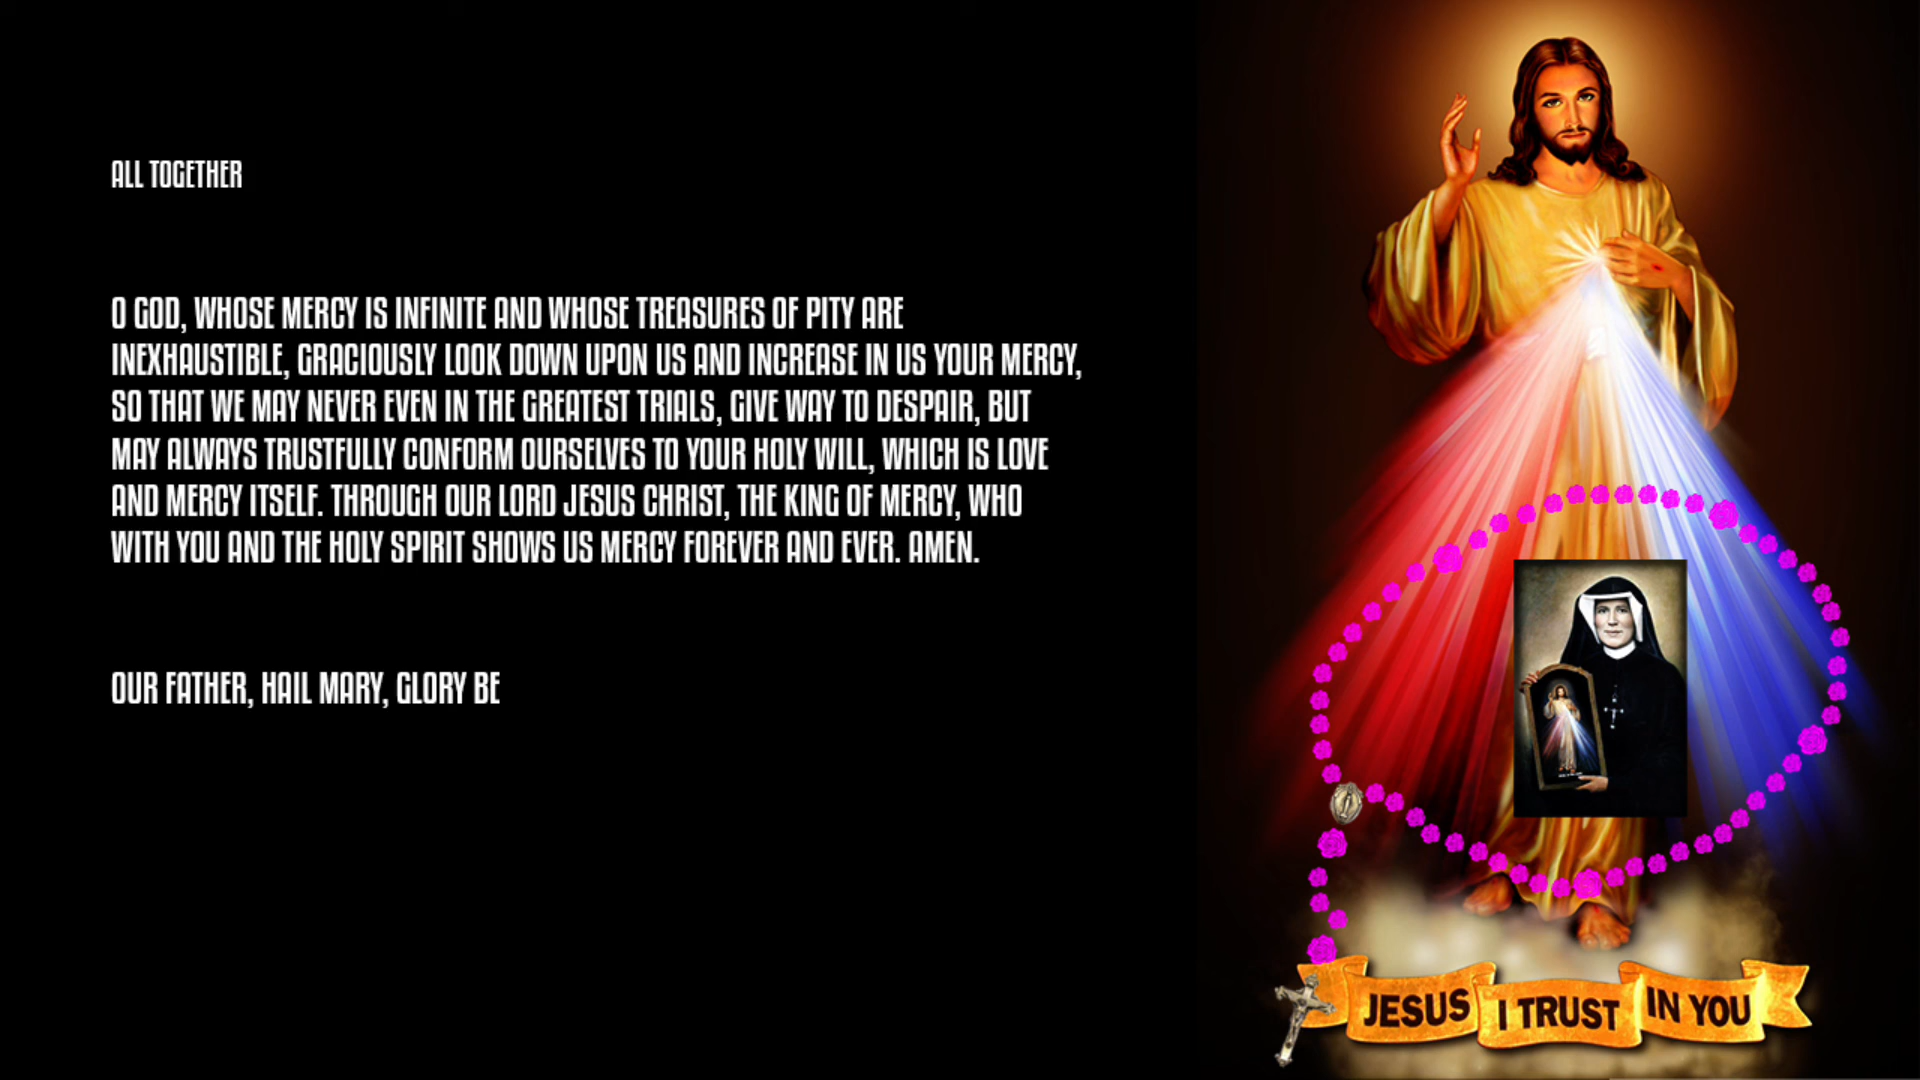 ALL TOGETHER
O GOD, WHOSE MERCY IS INFINITE AND WHOSE TREASURES OF PITY ARE
INEXHAUSTIBLE, GRACIOUSLY LOOK DOWN UPON US AND INCREASE IN US YOUR MERCY,
SO THAT WE MAY NEVER EVEN IN THE GREATEST TRIALS, GIVE WAY TO DESPAIR, BUT
MAY ALWAYS TRUSTFULLY CONFORM OURSELVES TO YOUR HOLY WILL, WHICH IS LOVE
AND MERCY ITSELF. THROUGH OUR LORD JESUS CHRIST, THE KING OF MERCY, WHO
WITH YOU AND THE HOLY SPIRIT SHOWS US MERCY FOREVER AND EVER. AMEN.
OUR FATHER, HAIL MARY, GLORY BE
JESUS I TRUST IN YOU